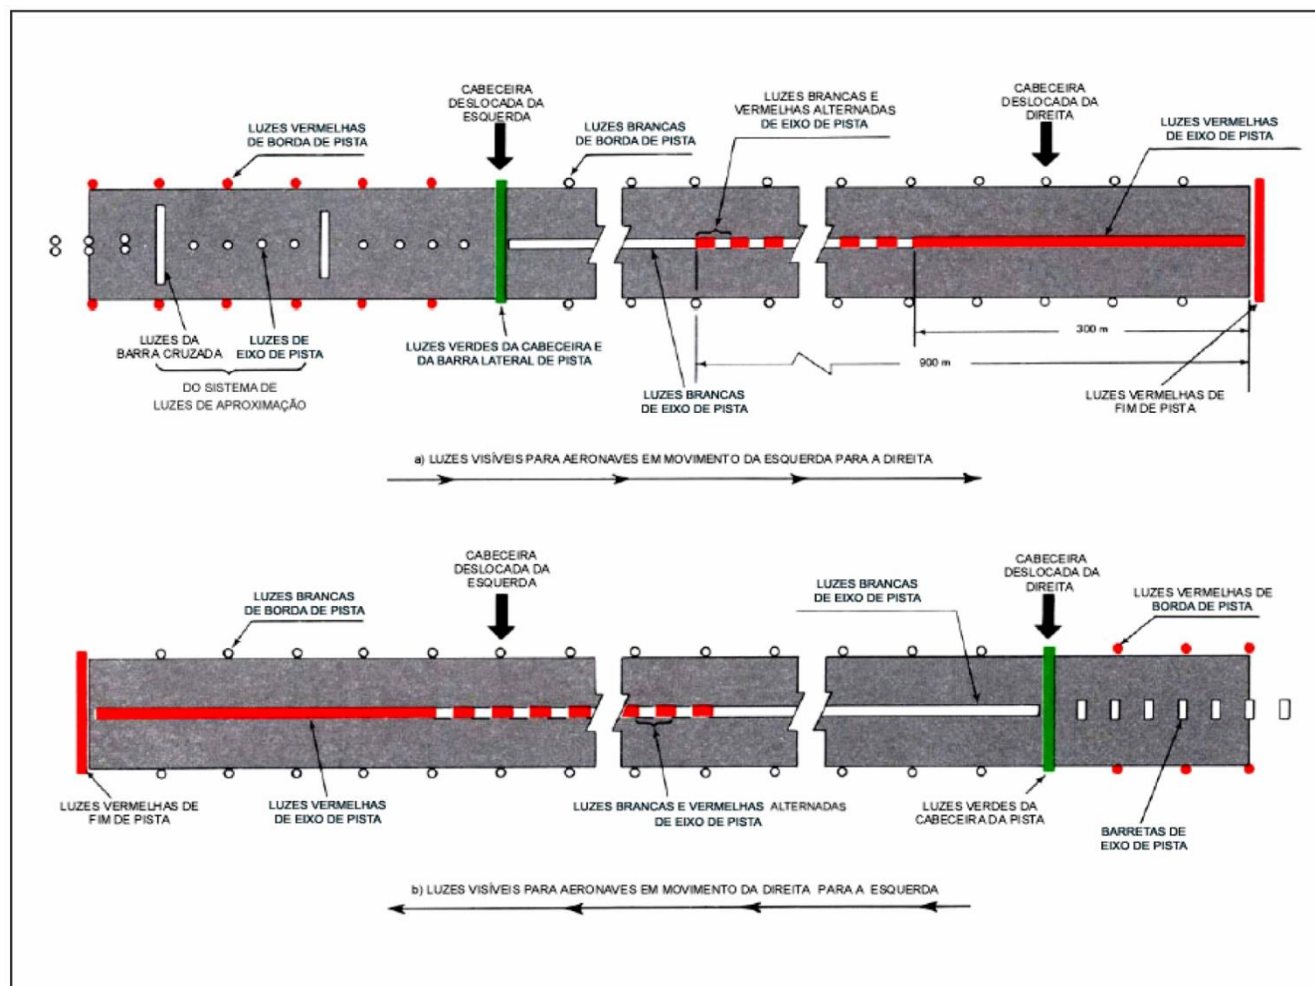 CABECEIRA
DESLOCADA DA
ESQUERDA
LUZES VERMELHAS
DE BORDA DE PISTA
LUZES BRANCAS
DE BORDA DE PISTA
LUZES BRANCAS E
VERMELHAS ALTERNADAS
DE EIXO DE PISTA
CABECEIRA
DESLOCADA DA
DIREITA
LUZES VERMELHAS
DE EIXO DE PISTA
LUZES DA
BARRA CRUZADA
LUZES DE
EIXO DE PISTA
DO SISTEMA DE
LUZES DE APROXIMAÇÃO
LUZES VERDES DA CABECEIRA E
DA BARRA LATERAL DE PISTA
LUZES BRANCAS
DE EIXO DE PISTA
300 m
900 m
LUZES VERMELHAS DE
FIM DE PISTA
a) LUZES VISÍVEIS PARA AERONAVES EM MOVIMENTO DA ESQUERDA PARA A DIREITA
LUZES BRANCAS
DE BORDA DE PISTA
CABECEIRA
DESLOCADA DA
ESQUERDA
LUZES BRANCAS
DE EIXO DE PISTA
CABECEIRA
DESLOCADA DA
DIREITA
LUZES VERMELHAS DE
BORDA DE PISTA
LUZES VERMELHAS DE
FIM DE PISTA
LUZES VERMELHAS
DE EIXO DE PISTA
LUZES BRANCAS E VERMELHAS ALTERNADAS
DE EIXO DE PISTA
LUZES VERDES DA
CABECEIRA DA PISTA
BARRETAS DE
EIXO DE PISTA
b) LUZES VISÍVEIS PARA AERONAVES EM MOVIMENTO DA DIREITA PARA A ESQUERDA